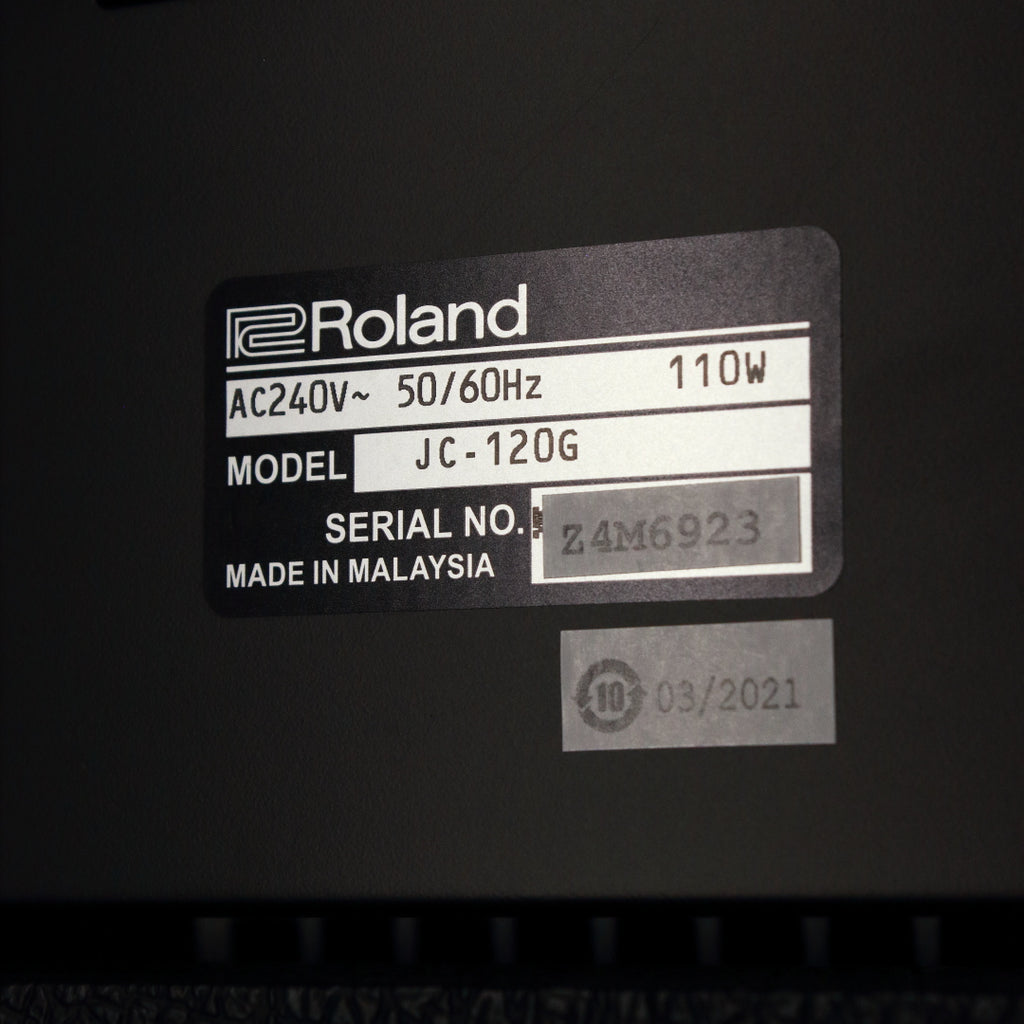 Roland
AC240V~ 50/60Hz 110W
MODEL JC-120G
SERIAL NO. Z4M6923
MADE IN MALAYSIA
10 03/2021